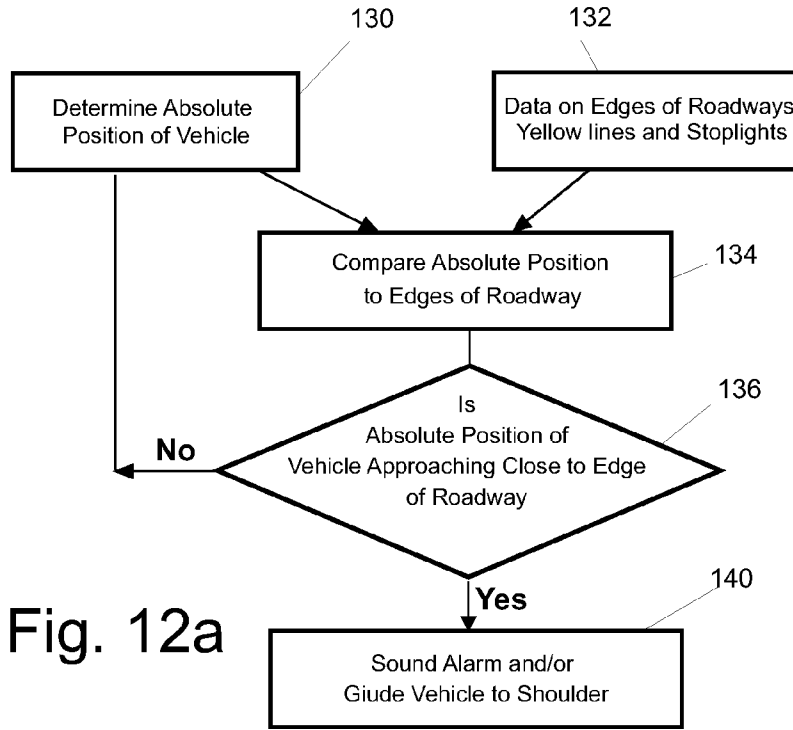 130
132
Determine Absolute
Position of Vehicle
Data on Edges of Roadways
Yellow lines and Stoplights
Compare Absolute Position
to Edges of Roadway
134
Is
Absolute Position of
Vehicle Approaching Close to Edge
of Roadway
136
No
Yes
140
Sound Alarm and/or
Giude Vehicle to Shoulder
Fig. 12a